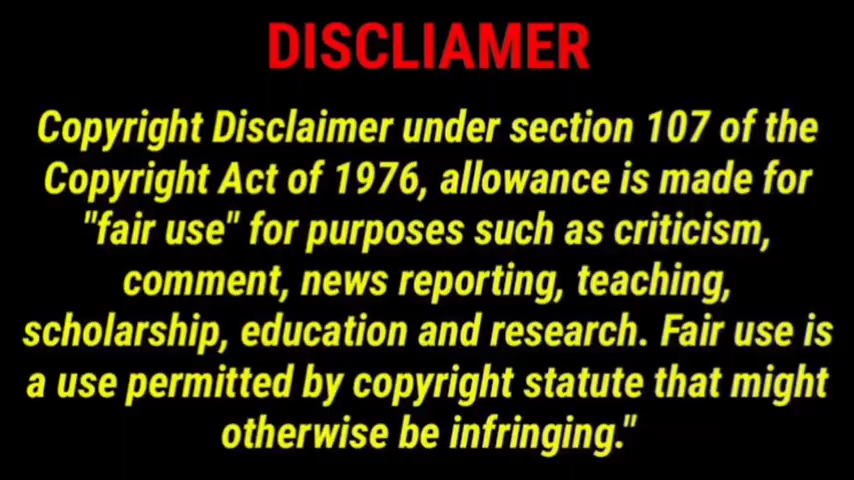 DISCLIAMER
Copyright Disclaimer under section 107 of the
Copyright Act of 1976, allowance is made for
"fair use" for purposes such as criticism,
comment, news reporting, teaching,
scholarship, education and research. Fair use is
a use permitted by copyright statute that might
otherwise be infringing."